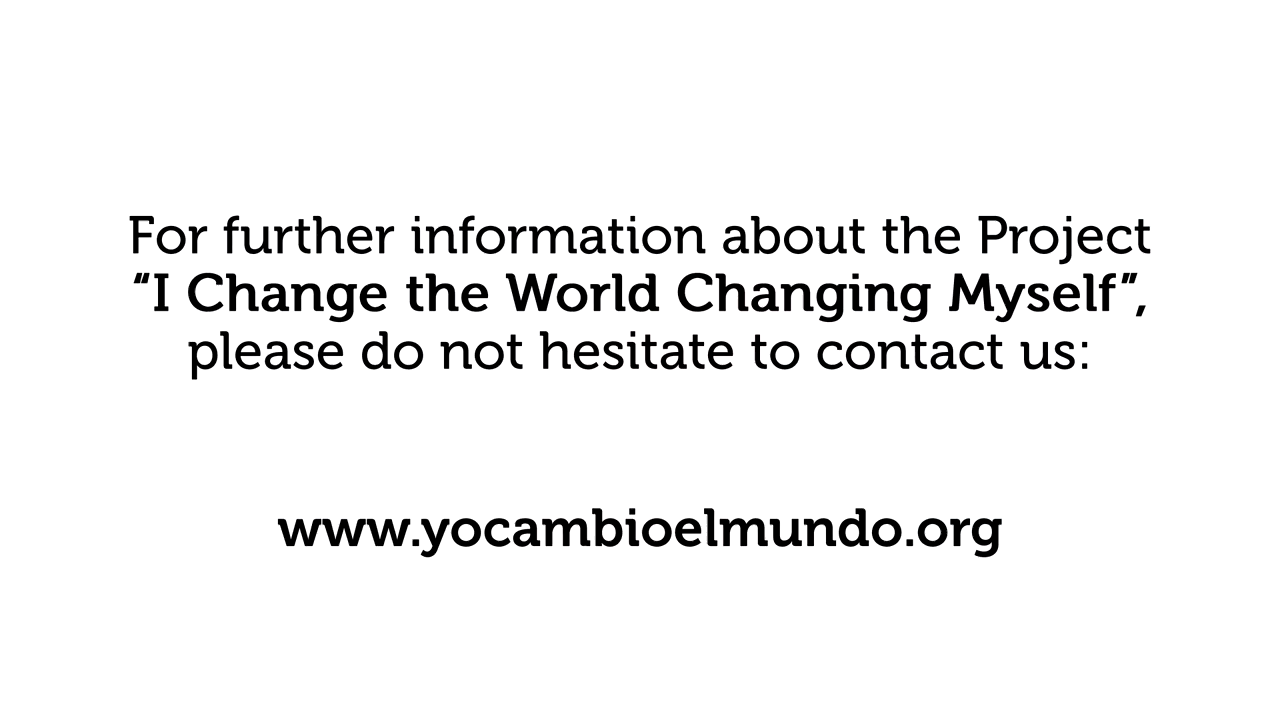 For further information about the Project
“I Change the World Changing Myself”,
please do not hesitate to contact us:
www.yocambioelmundo.org